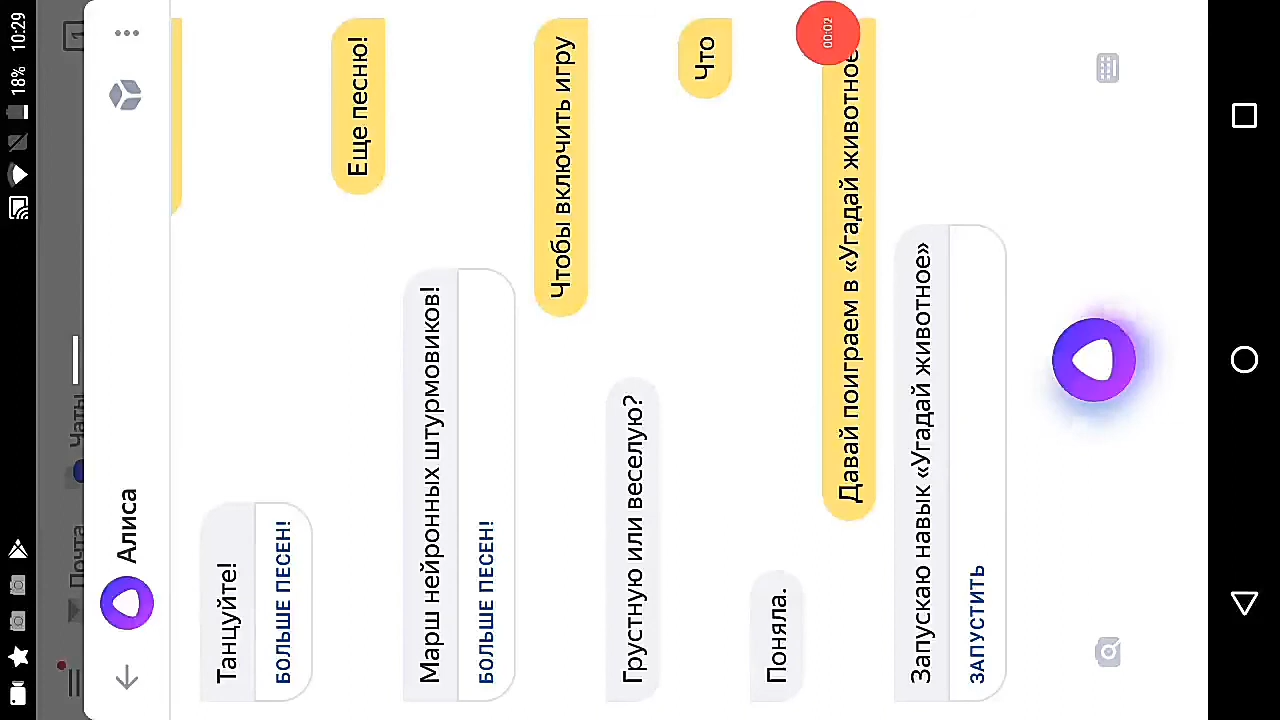 18% 10:29
Почта
Чаты
1
Алиса
Танцуйте!
БОЛЬШЕ ПЕСЕН!
Еще песню!
Марш нейронных штурмовиков!
БОЛЬШЕ ПЕСЕН!
Чтобы включить игру
Грустную или веселую?
Что
Поняла.
00:02
Давай поиграем в «Угадай животное
Запускаю навык «Угадай животное»
ЗАПУСТИТЬ